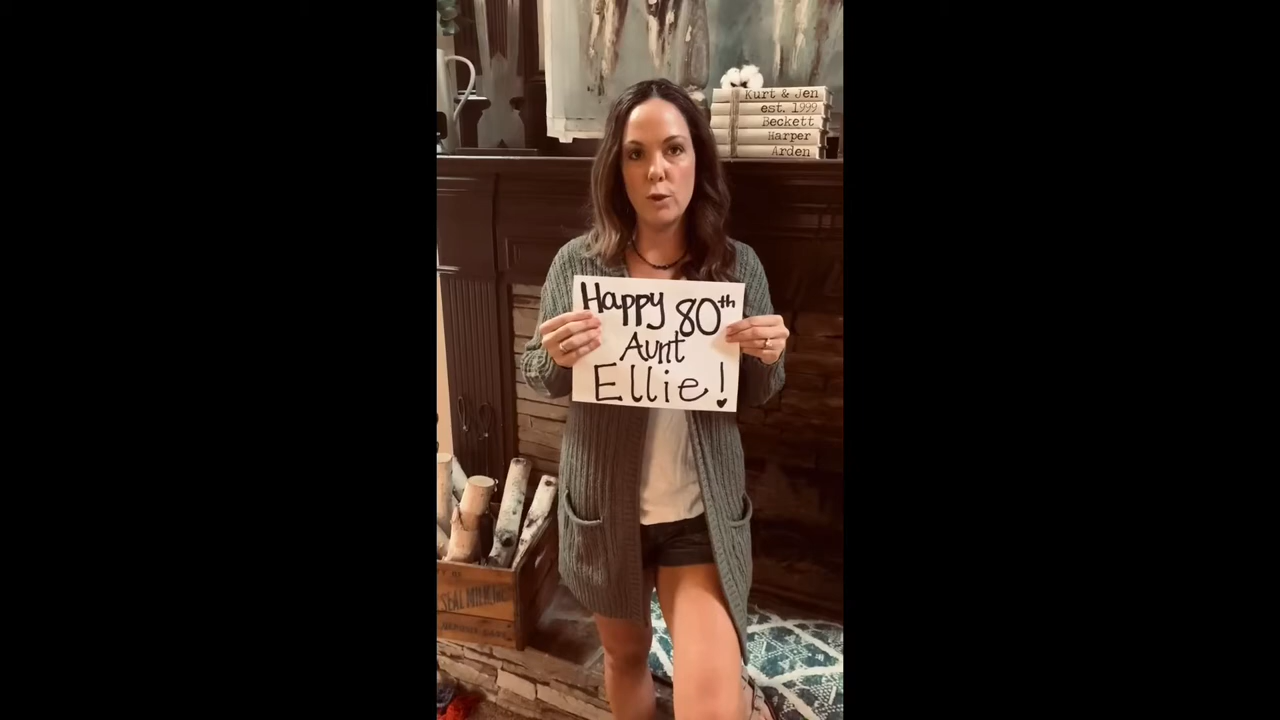 Kurt & Jen
est. 1999
Beckett
Harper
Arden
Happy 80th
Aunt
Ellie!